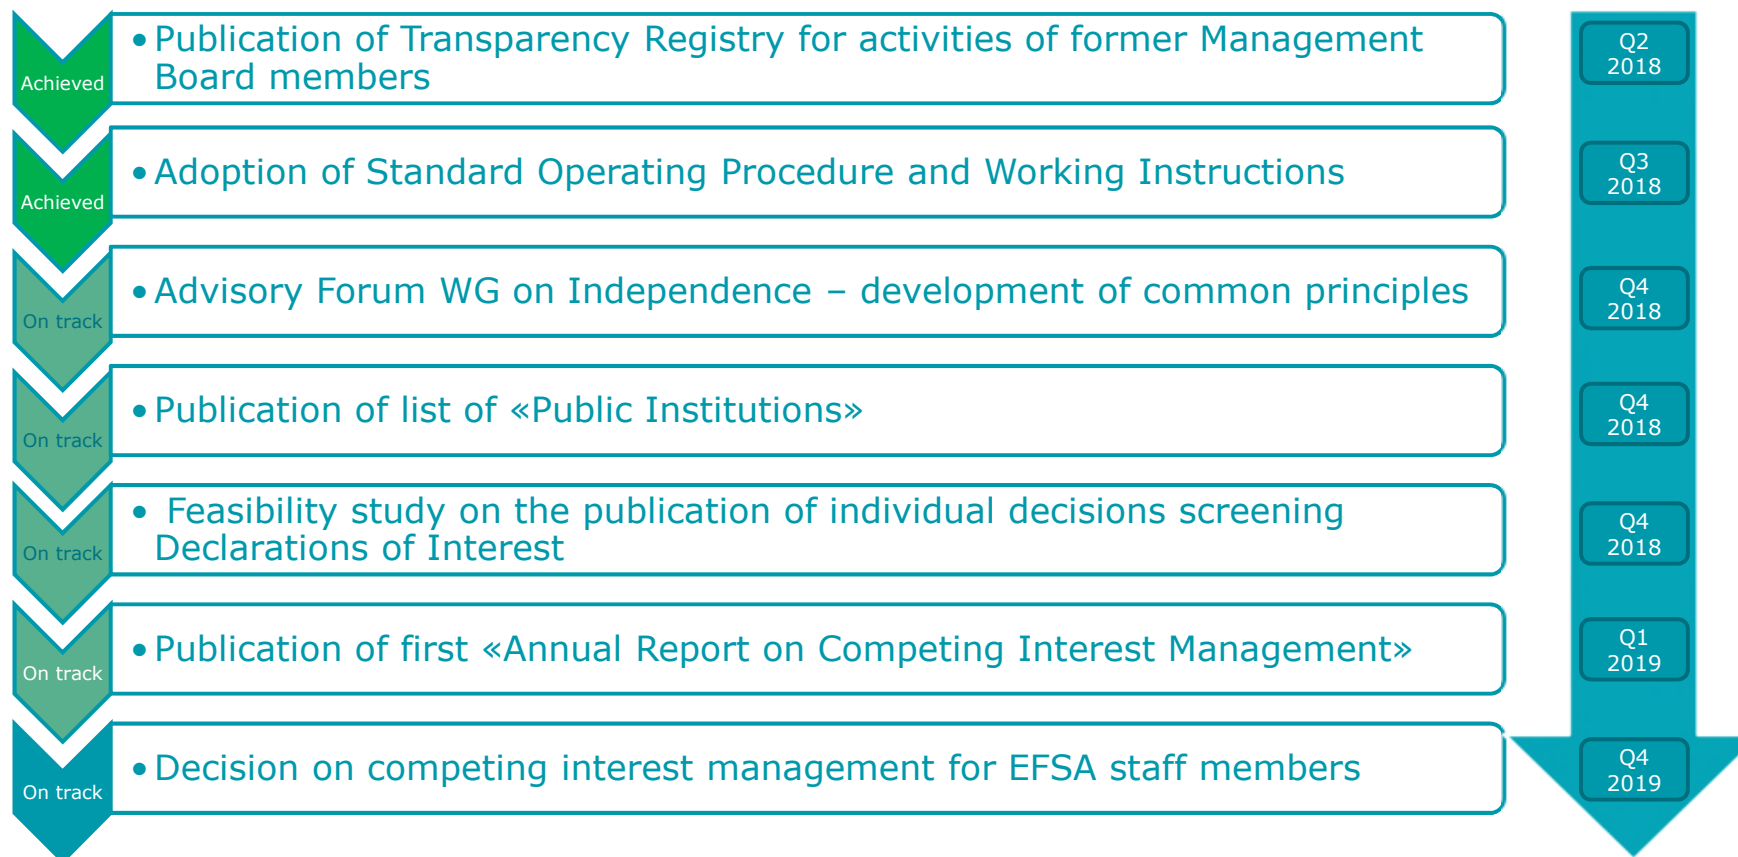 Achieved
• Publication of Transparency Registry for activities of former Management
Board members
Q2
2018
Achieved
• Adoption of Standard Operating Procedure and Working Instructions
Q3
2018
On track
• Advisory Forum WG on Independence – development of common principles
Q4
2018
On track
• Publication of list of «Public Institutions»
Q4
2018
On track
• Feasibility study on the publication of individual decisions screening
Declarations of Interest
Q4
2018
On track
• Publication of first «Annual Report on Competing Interest Management»
Q1
2019
On track
• Decision on competing interest management for EFSA staff members
Q4
2019